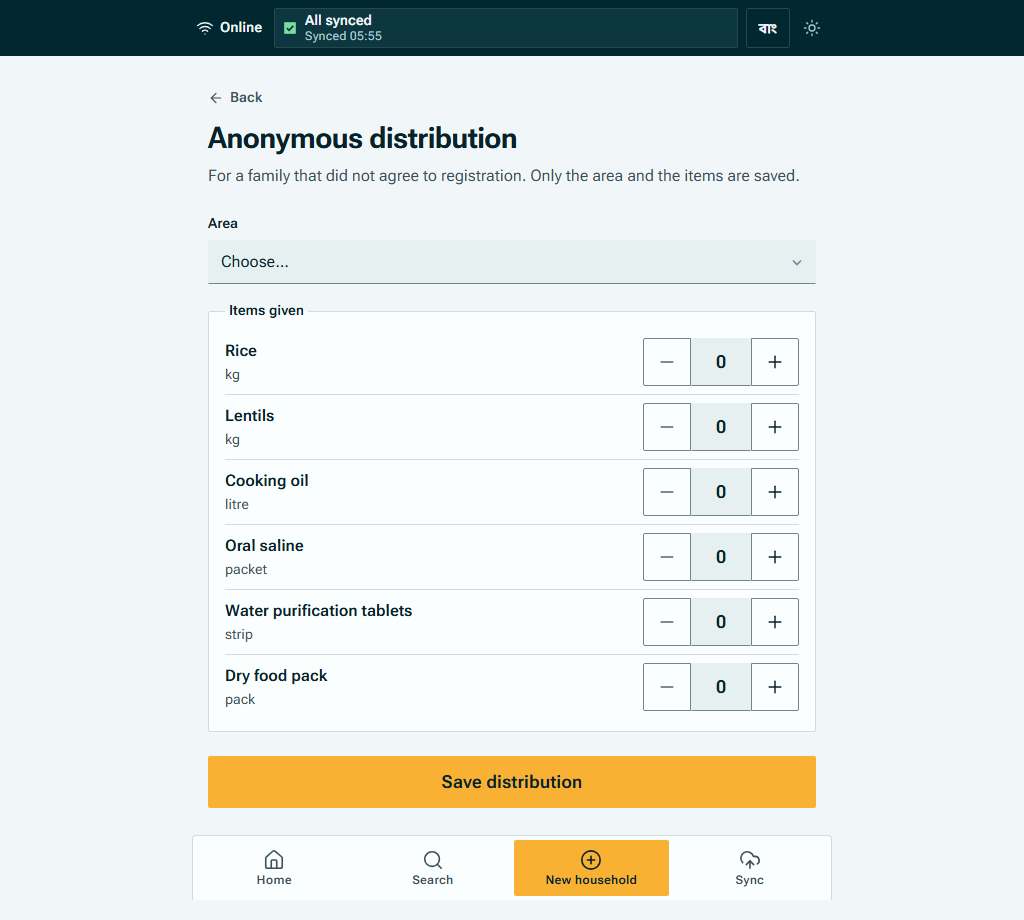 Online
All synced
Synced 05:55
বাং
Back
Anonymous distribution
For a family that did not agree to registration. Only the area and the items are saved.
Area
Choose...
Items given
Rice
kg
0
Lentils
kg
0
Cooking oil
litre
0
Oral saline
packet
0
Water purification tablets
strip
0
Dry food pack
pack
0
Save distribution
Home
Search
New household
Sync